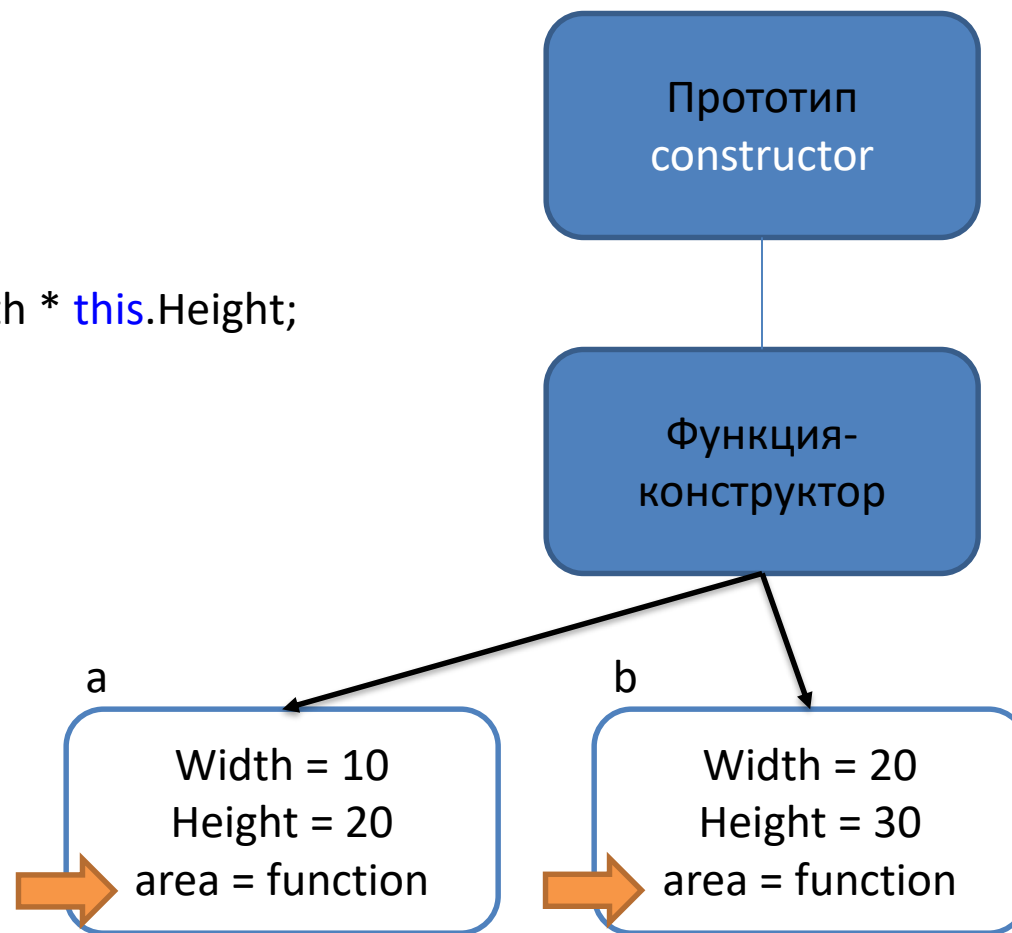 Прототип
constructor
* this.Height;
Функция-
конструктор
a
b
Width = 10
Height = 20
area = function
Width = 20
Height = 30
area = function